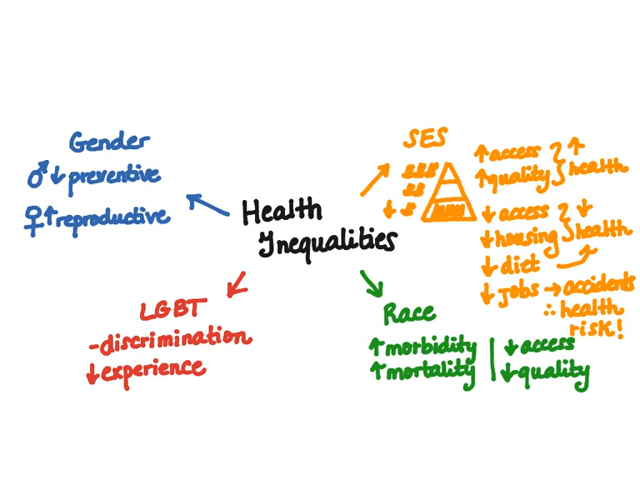 Health
Inequalities
Gender
♂↓preventive
♀↑reproductive
SES
$$$
$$
↓ $
↑access
↑quality
↑
health
↓access
↓housing
↓diet
↓
health
↓Jobs → accidents
∴ health
risk!
LGBT
-discrimination
↓experience
Race
↑morbidity
↑mortality
↓access
↓quality